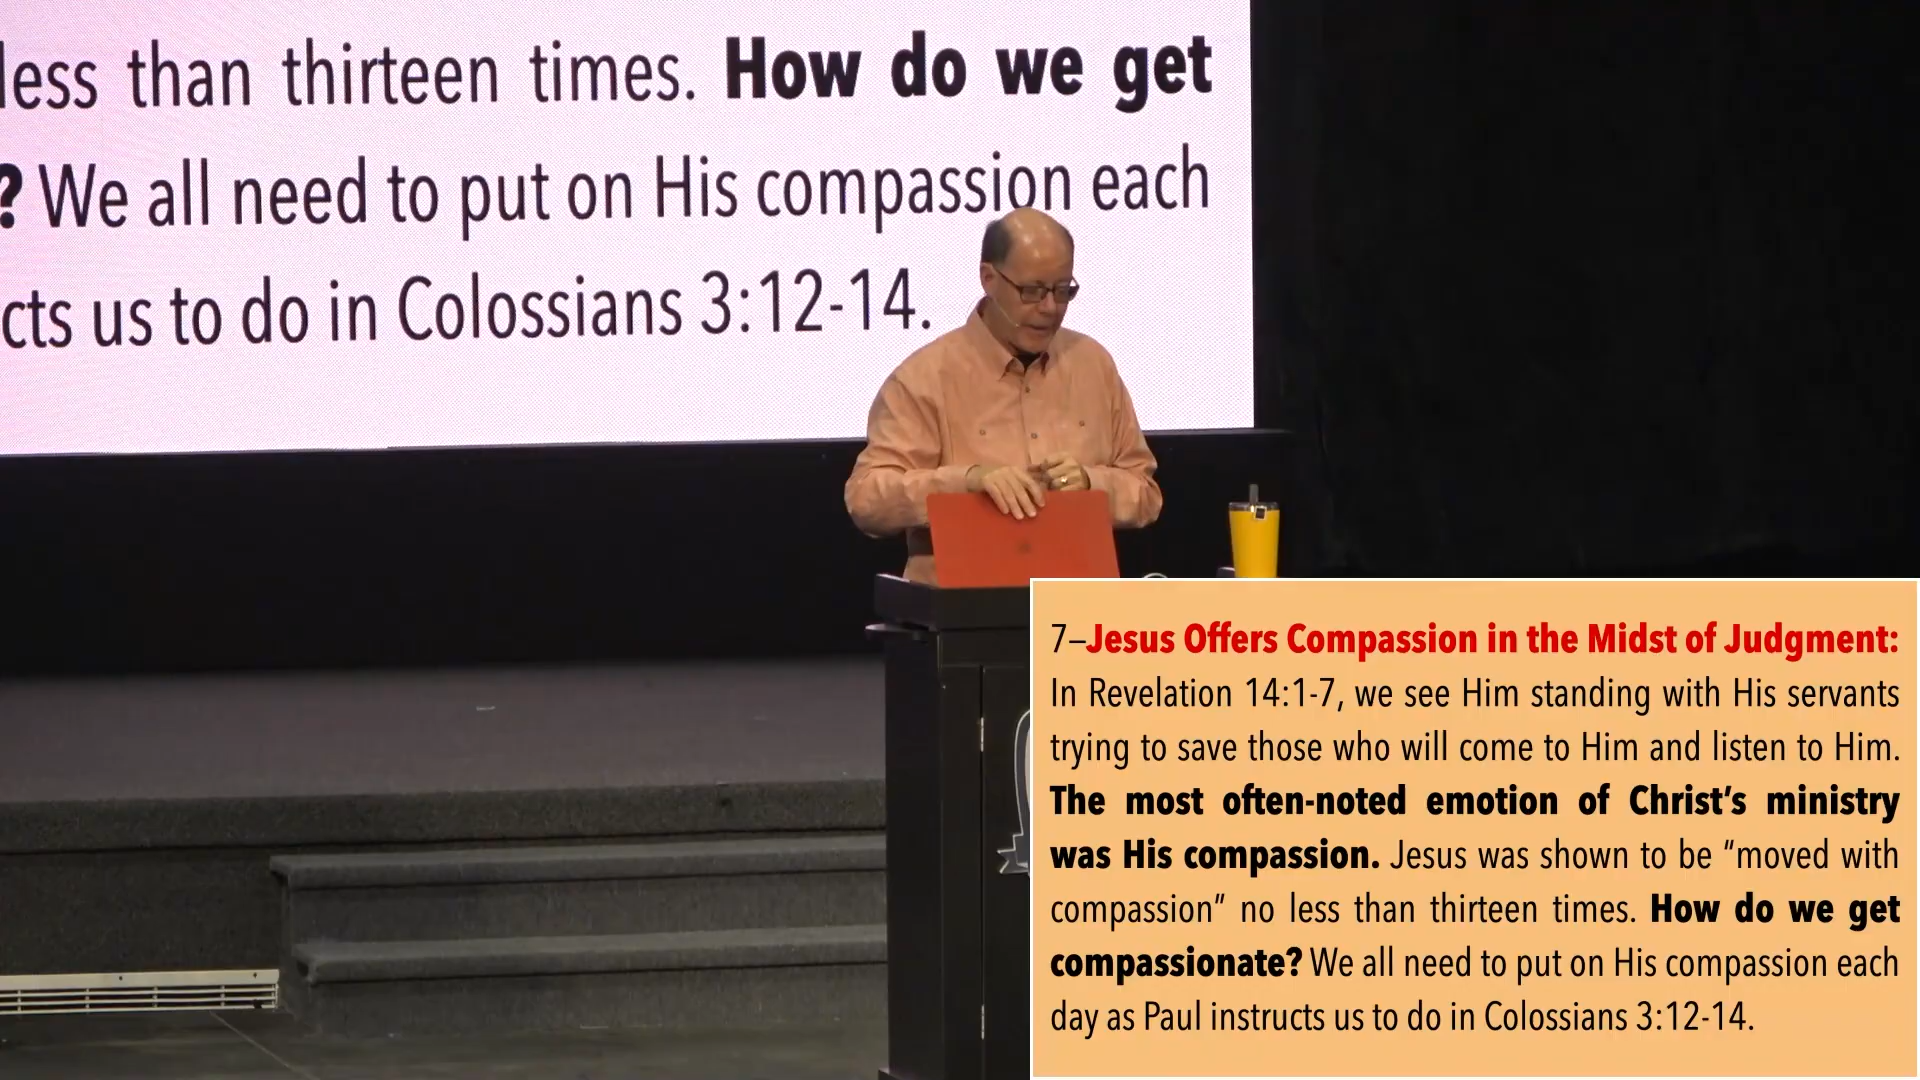 less than thirteen times. How do we get
? We all need to put on His compassion each
cts us to do in Colossians 3:12-14.
7–Jesus Offers Compassion in the Midst of Judgment:
In Revelation 14:1-7, we see Him standing with His servants
trying to save those who will come to Him and listen to Him.
The most often-noted emotion of Christ’s ministry
was His compassion. Jesus was shown to be “moved with
compassion” no less than thirteen times. How do we get
compassionate? We all need to put on His compassion each
day as Paul instructs us to do in Colossians 3:12-14.